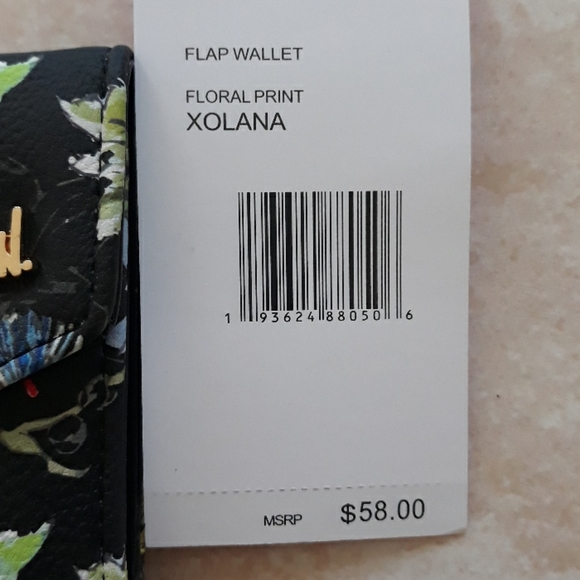 FLAP WALLET
FLORAL PRINT
XOLANA
1 93624 88050 6
MSRP $58.00